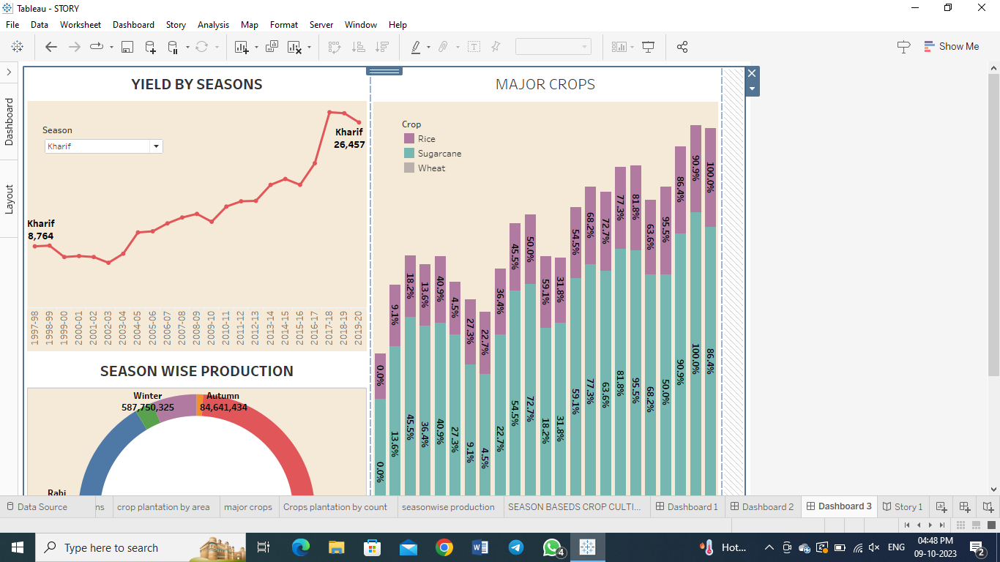 Tableau - STORY
File Data Worksheet Dashboard Story Analysis Map Format Server Window Help
Show Me
Dashboard
Layout
YIELD BY SEASONS
Season
Kharif
Kharif
26,457
Kharif
8,764
1997-98 1998-99 1999-00 2000-01 2001-02 2002-03 2003-04 2004-05 2005-06 2006-07 2007-08 2008-09 2009-10 2010-11 2011-12 2012-13 2013-14 2014-15 2015-16 2016-17 2017-18 2018-19 2019-20
SEASON WISE PRODUCTION
Winter
587,750,325
Autumn
84,641,434
Rabi
MAJOR CROPS
Crop
Rice
Sugarcane
Wheat
0.0% 9.1% 18.2% 13.6% 40.9% 4.5% 27.3% 22.7% 36.4% 45.5% 50.0% 59.1% 31.8% 54.5% 68.2% 72.7% 77.3% 81.8% 63.6% 95.5% 86.4% 90.9% 100.0%
0.0% 13.6% 45.5% 36.4% 40.9% 27.3% 9.1% 4.5% 22.7% 54.5% 72.7% 18.2% 31.8% 59.1% 77.3% 63.6% 81.8% 95.5% 68.2% 50.0% 90.9% 100.0% 86.4%
Data Source ns crop plantation by area major crops Crops plantation by count seasonwise production SEASON BASEDS CROP CULTI... Dashboard 1 Dashboard 2 Dashboard 3 Story 1
Type here to search
4
Hot...
ENG
04:48 PM
09-10-2023
2